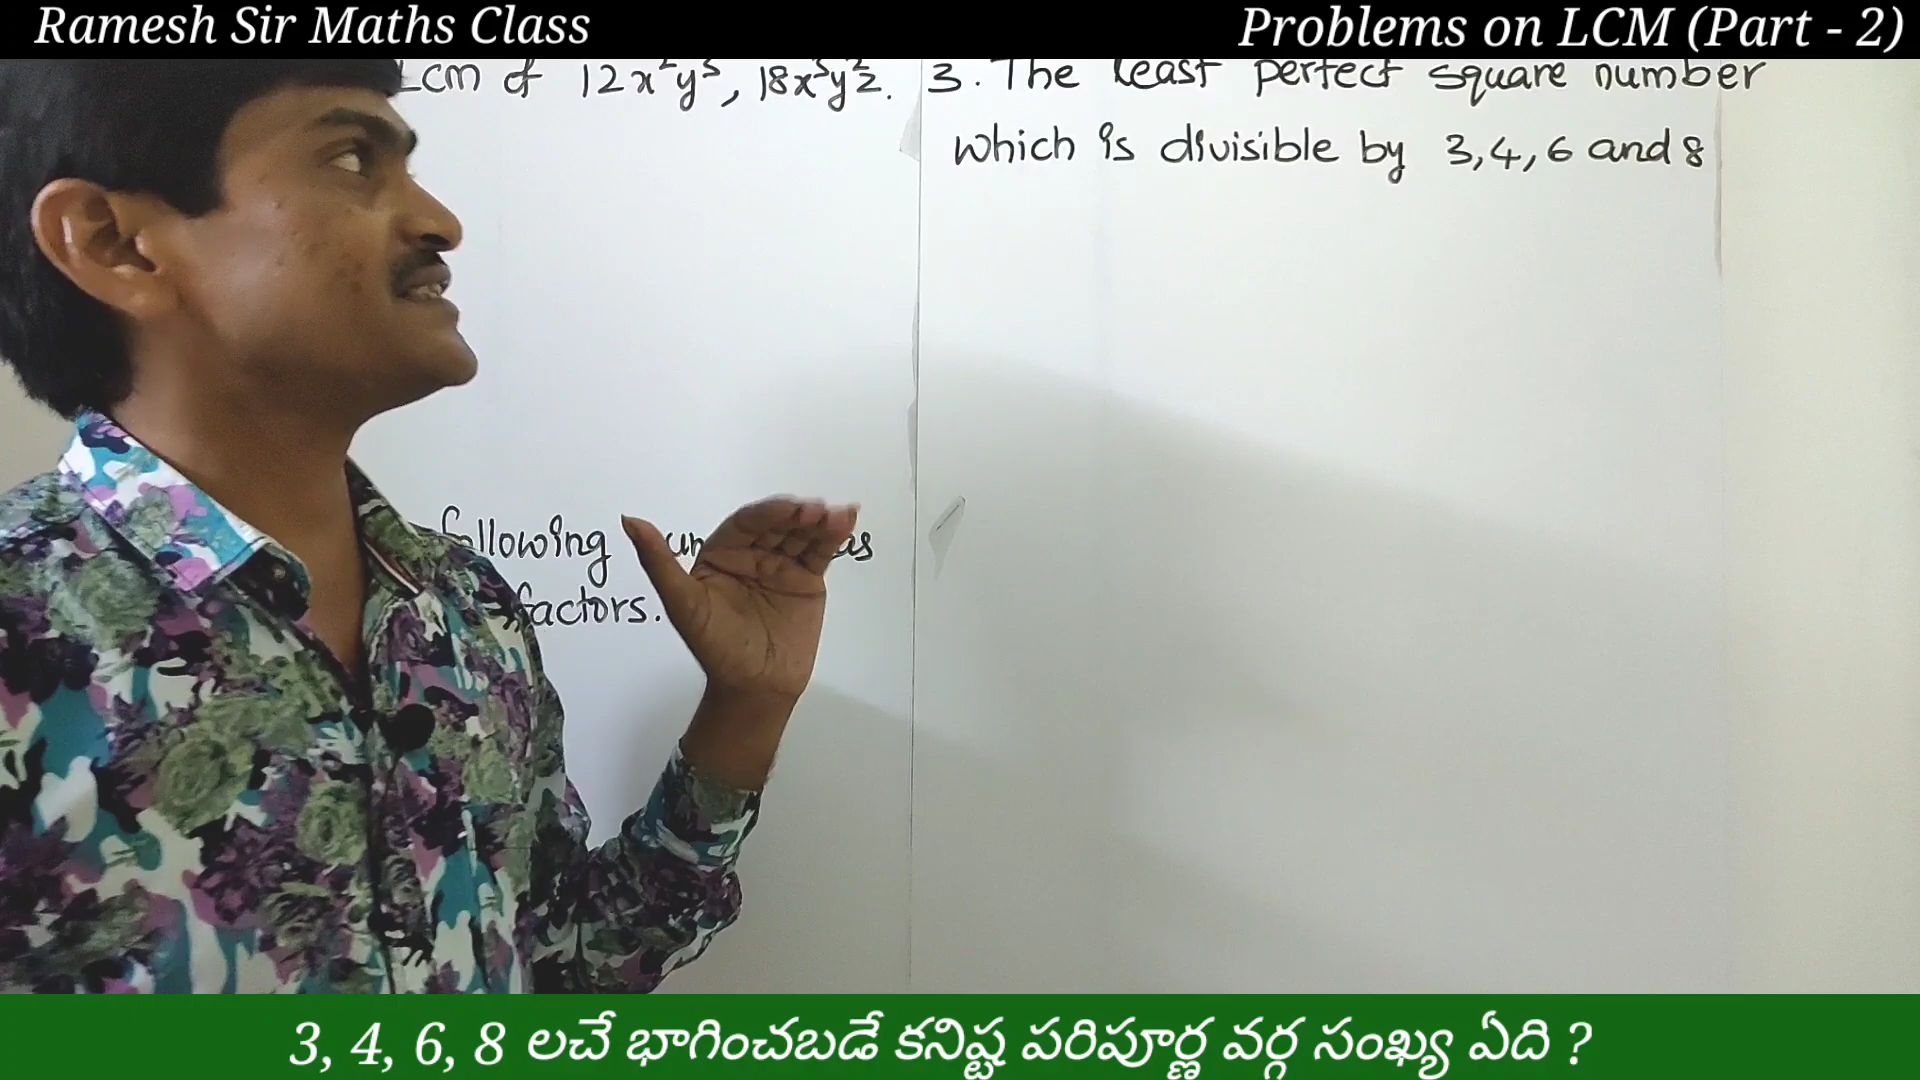 Ramesh Sir Maths Class
Problems on LCM (Part - 2)
LCM of 12x²y³, 18x³y²z.
following as
factors.
3. The least perfect square number
which is divisible by 3, 4, 6 and 8
3, 4, 6, 8 లచే భాగించబడే కనిష్ట పరిపూర్ణ వర్గ సంఖ్య ఏది ?